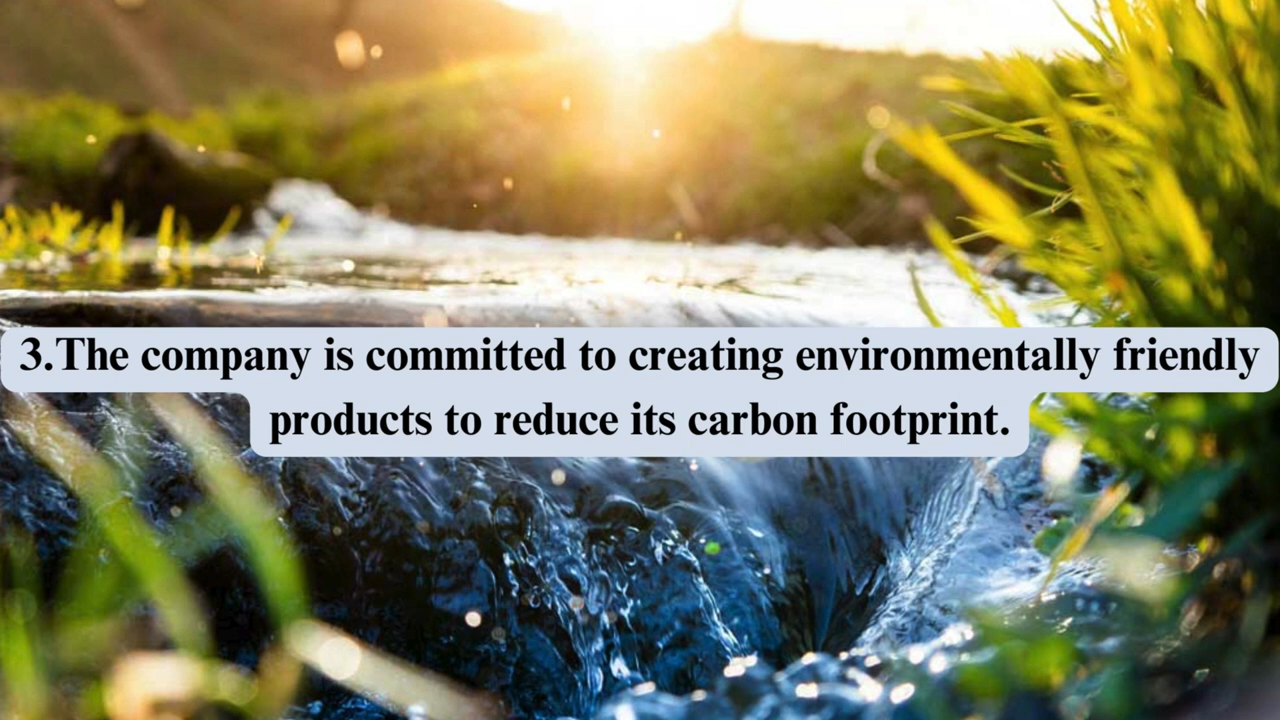 3.The company is committed to creating environmentally friendly
products to reduce its carbon footprint.